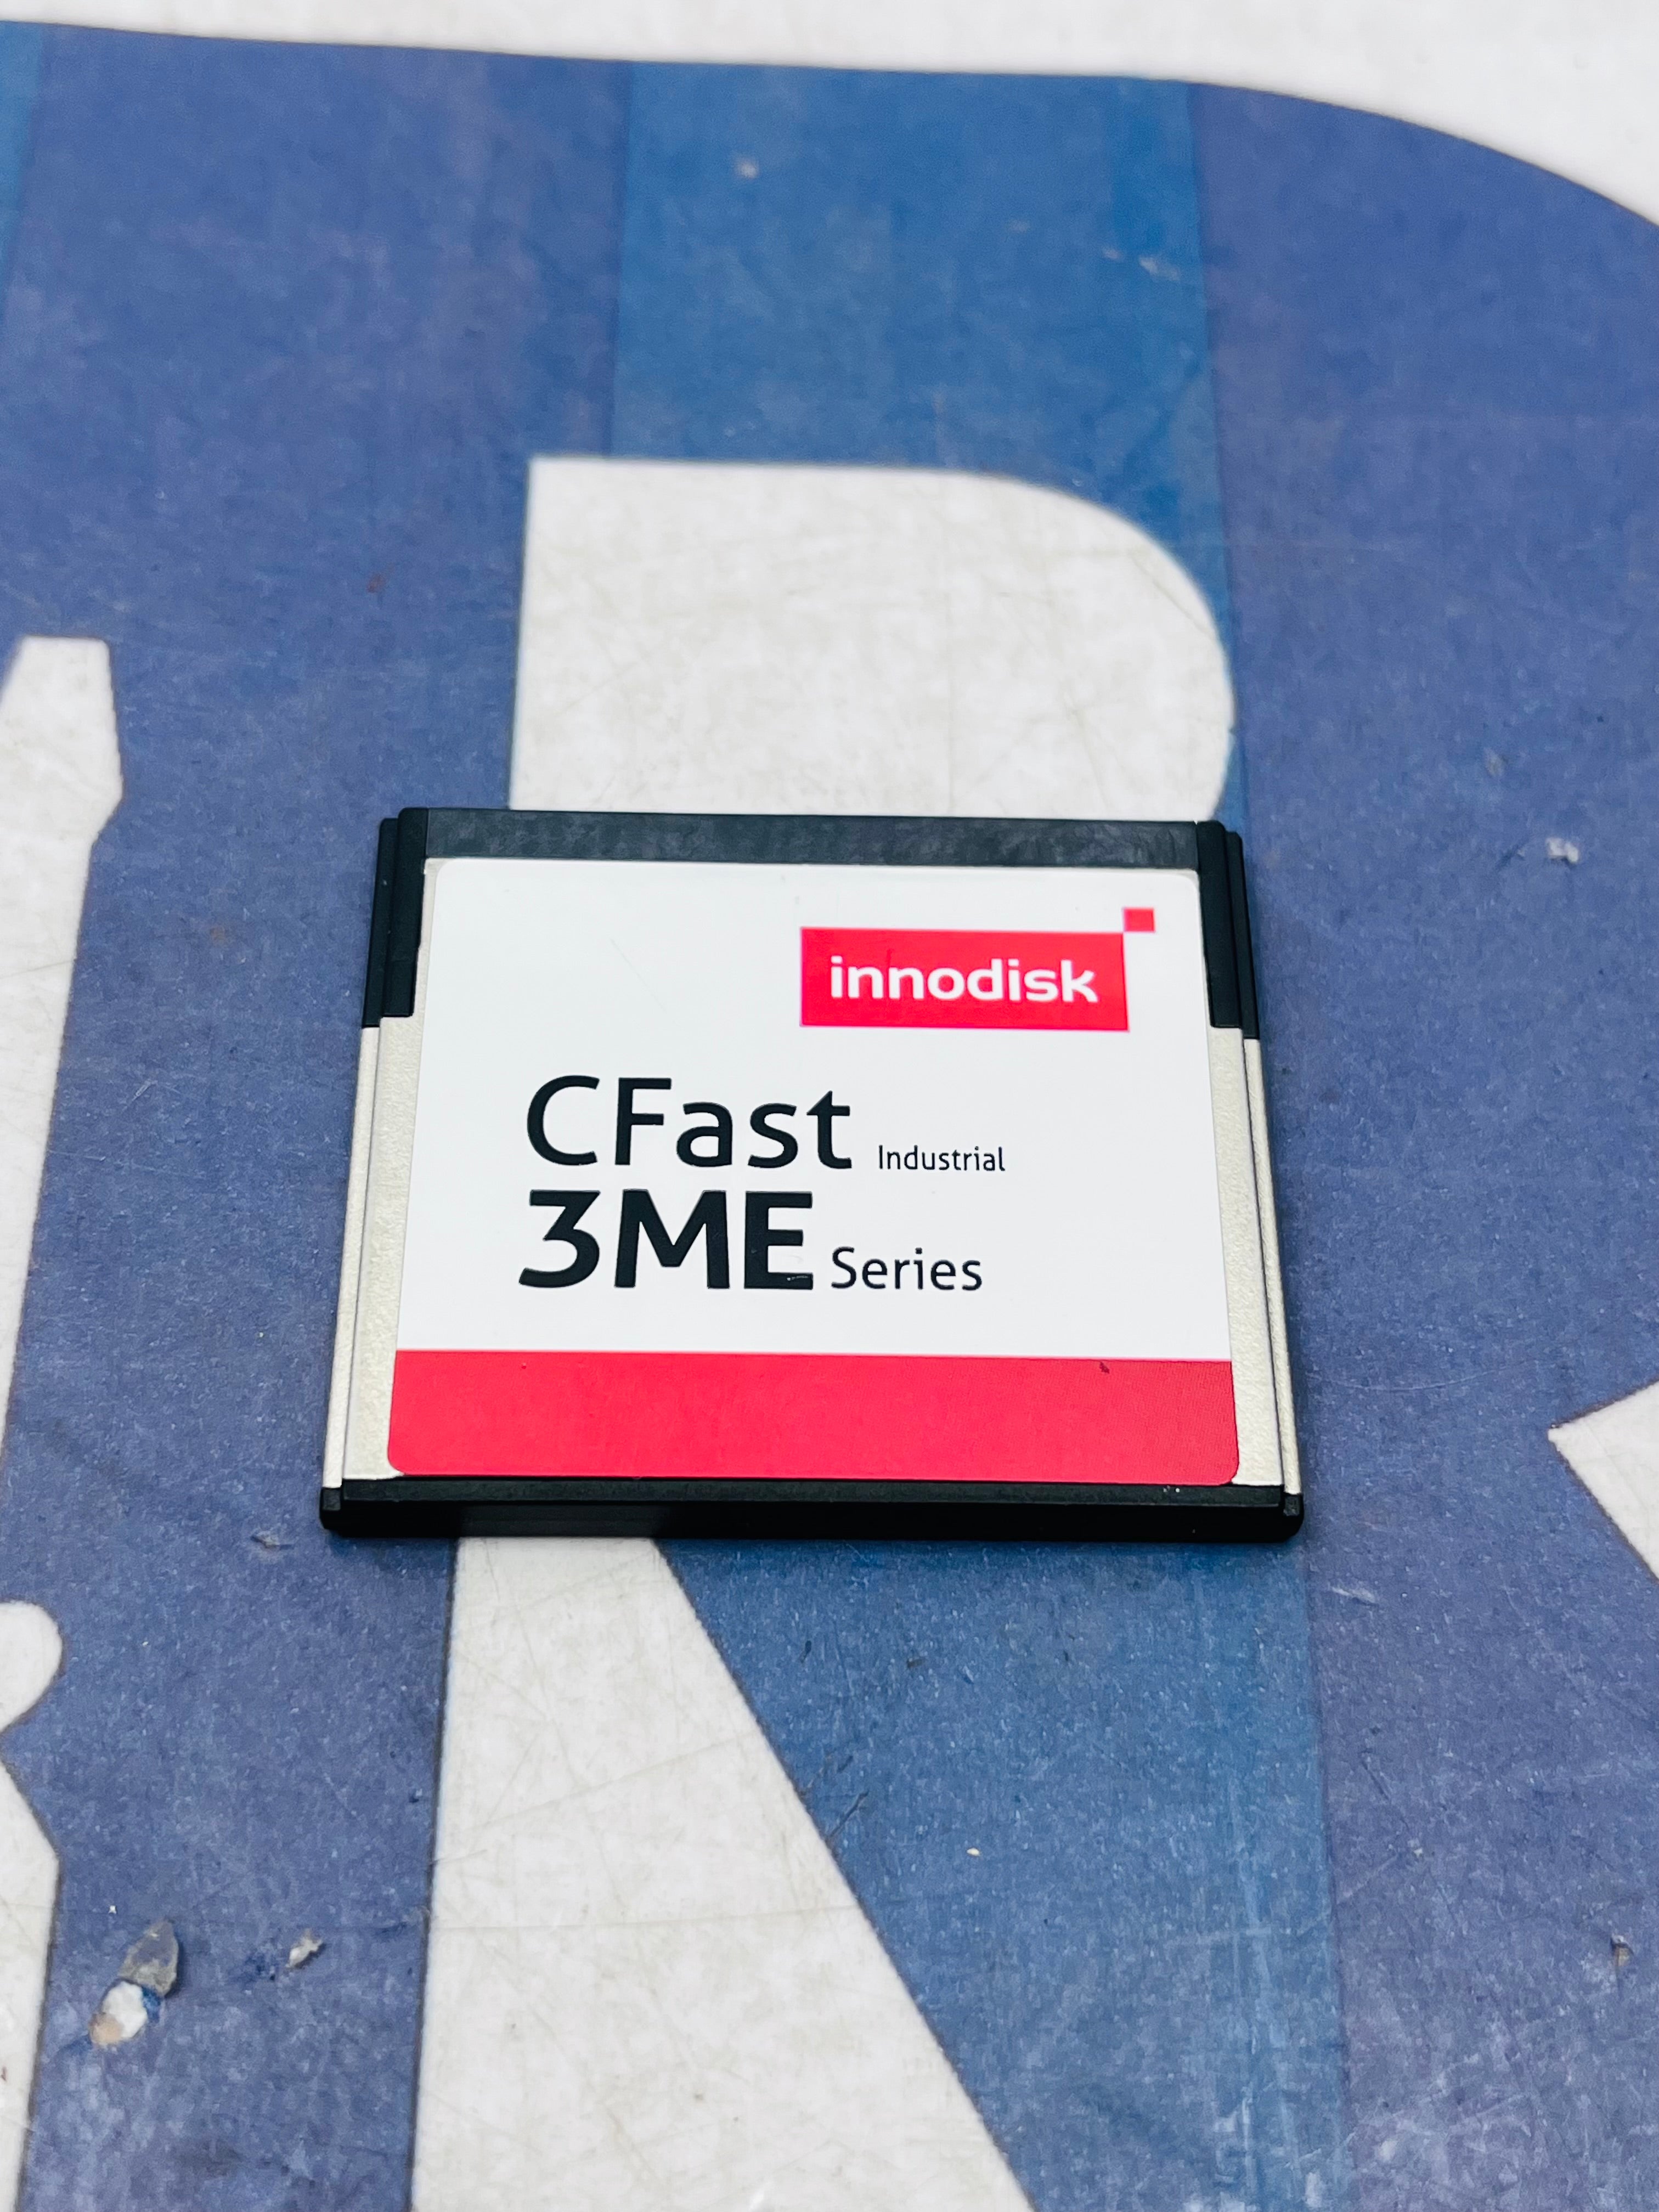 innodisk
CFast Industrial
3ME Series